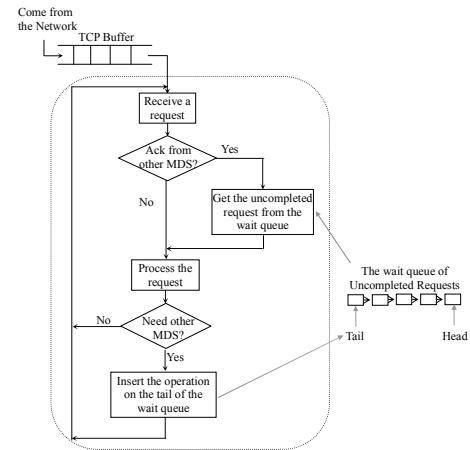 Come from
the Network
TCP Buffer
Receive a
request
Ack from
other MDS?
Yes
No
Get the uncompleted
request from the
wait queue
Process the
request
The wait queue of
Uncompleted Requests
Tail
Head
Need other
MDS?
No
Yes
Insert the operation
on the tail of the
wait queue